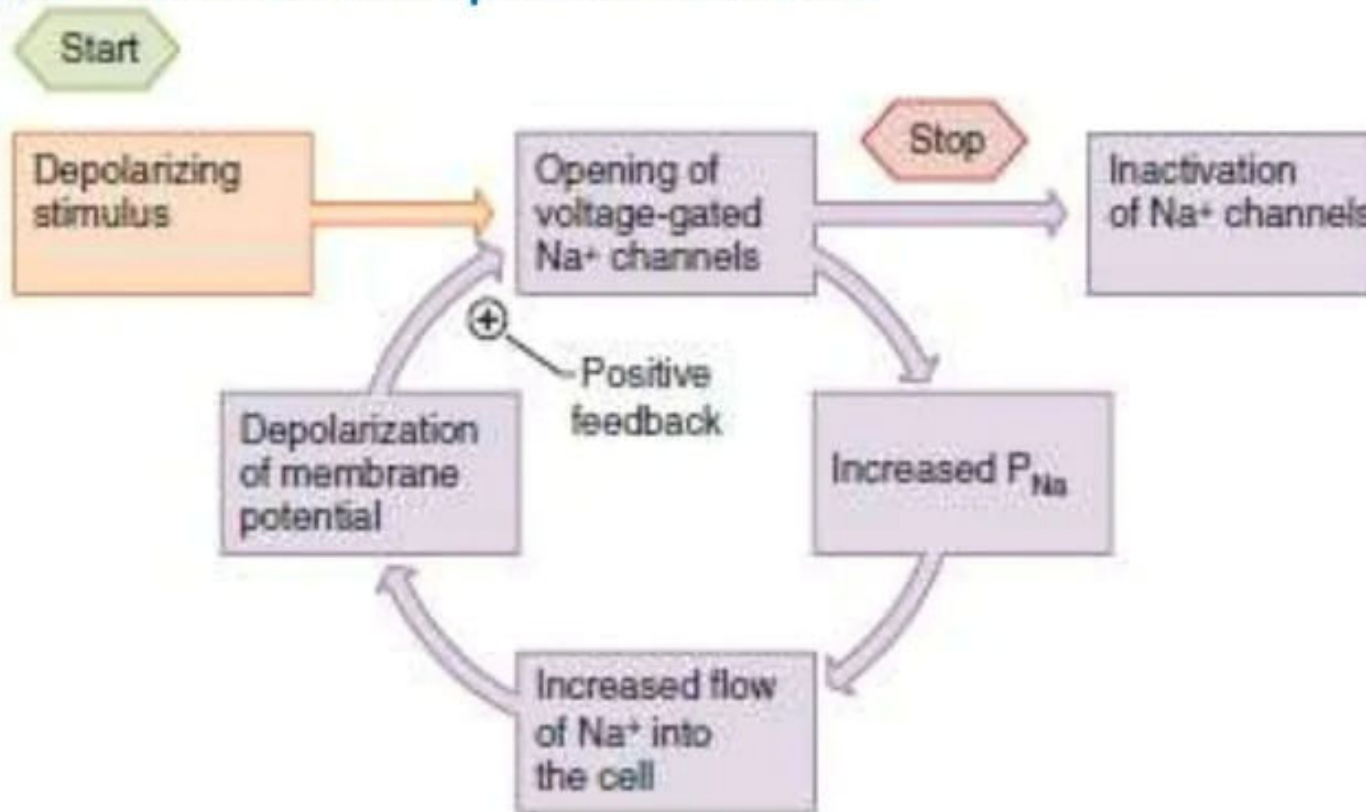 Start
Depolarizing
stimulus
Opening of
voltage-gated
Na+ channels
Stop
Inactivation
of Na+ channels
Positive
feedback
Depolarization
of membrane
potential
Increased PNa
Increased flow
of Na+ into
the cell